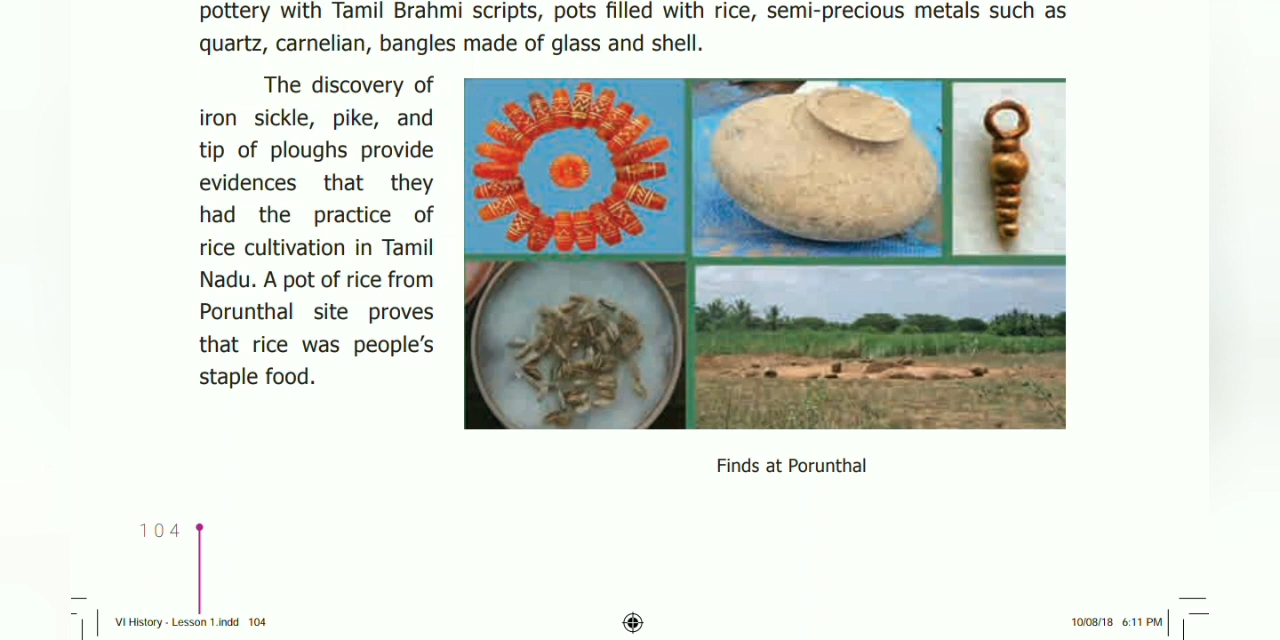 pottery with Tamil Brahmi scripts, pots filled with rice, semi-precious metals such as
quartz, carnelian, bangles made of glass and shell.
The discovery of
iron sickle, pike, and
tip of ploughs provide
evidences that they
had the practice of
rice cultivation in Tamil
Nadu. A pot of rice from
Porunthal site proves
that rice was people's
staple food.
Finds at Porunthal
104
VI History - Lesson 1.indd 104
10/08/18 6:11 PM